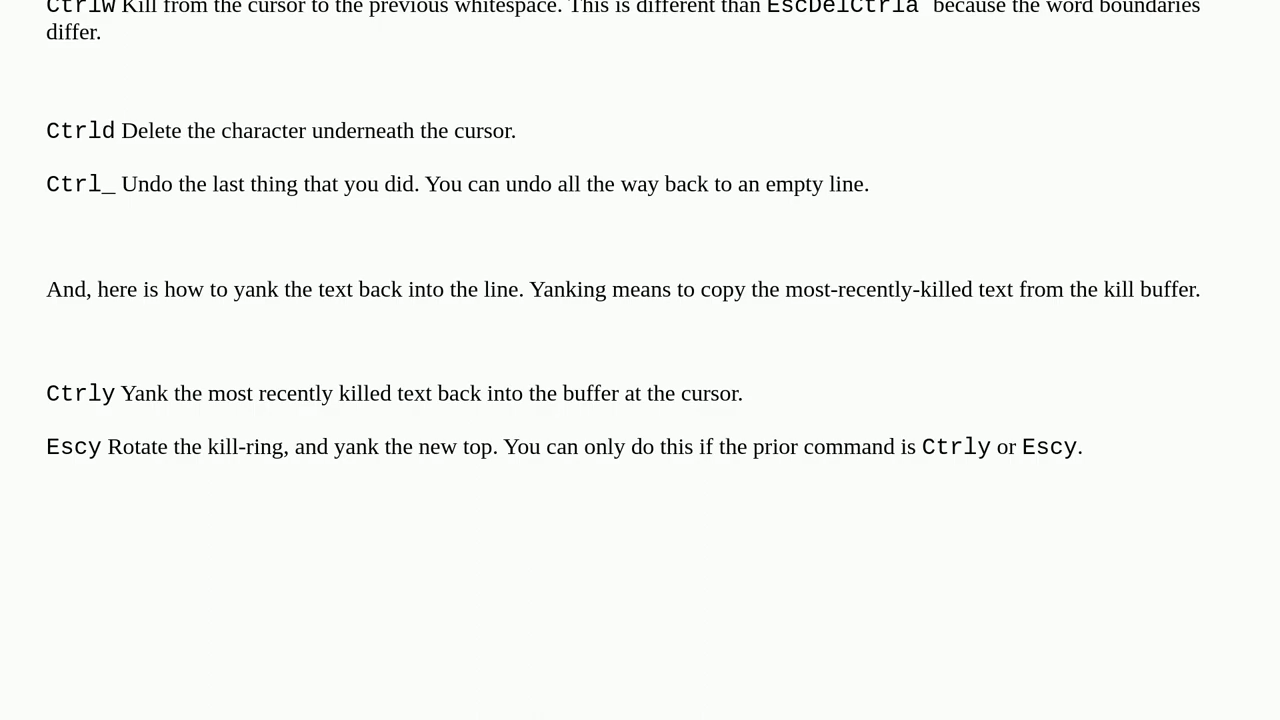 Ctrlw Kill from the cursor to the previous whitespace. This is different than EscDelCtrla because the word boundaries
differ.
Ctrld Delete the character underneath the cursor.
Ctrl_ Undo the last thing that you did. You can undo all the way back to an empty line.
And, here is how to yank the text back into the line. Yanking means to copy the most-recently-killed text from the kill buffer.
Ctrly Yank the most recently killed text back into the buffer at the cursor.
Escy Rotate the kill-ring, and yank the new top. You can only do this if the prior command is Ctrly or Escy.